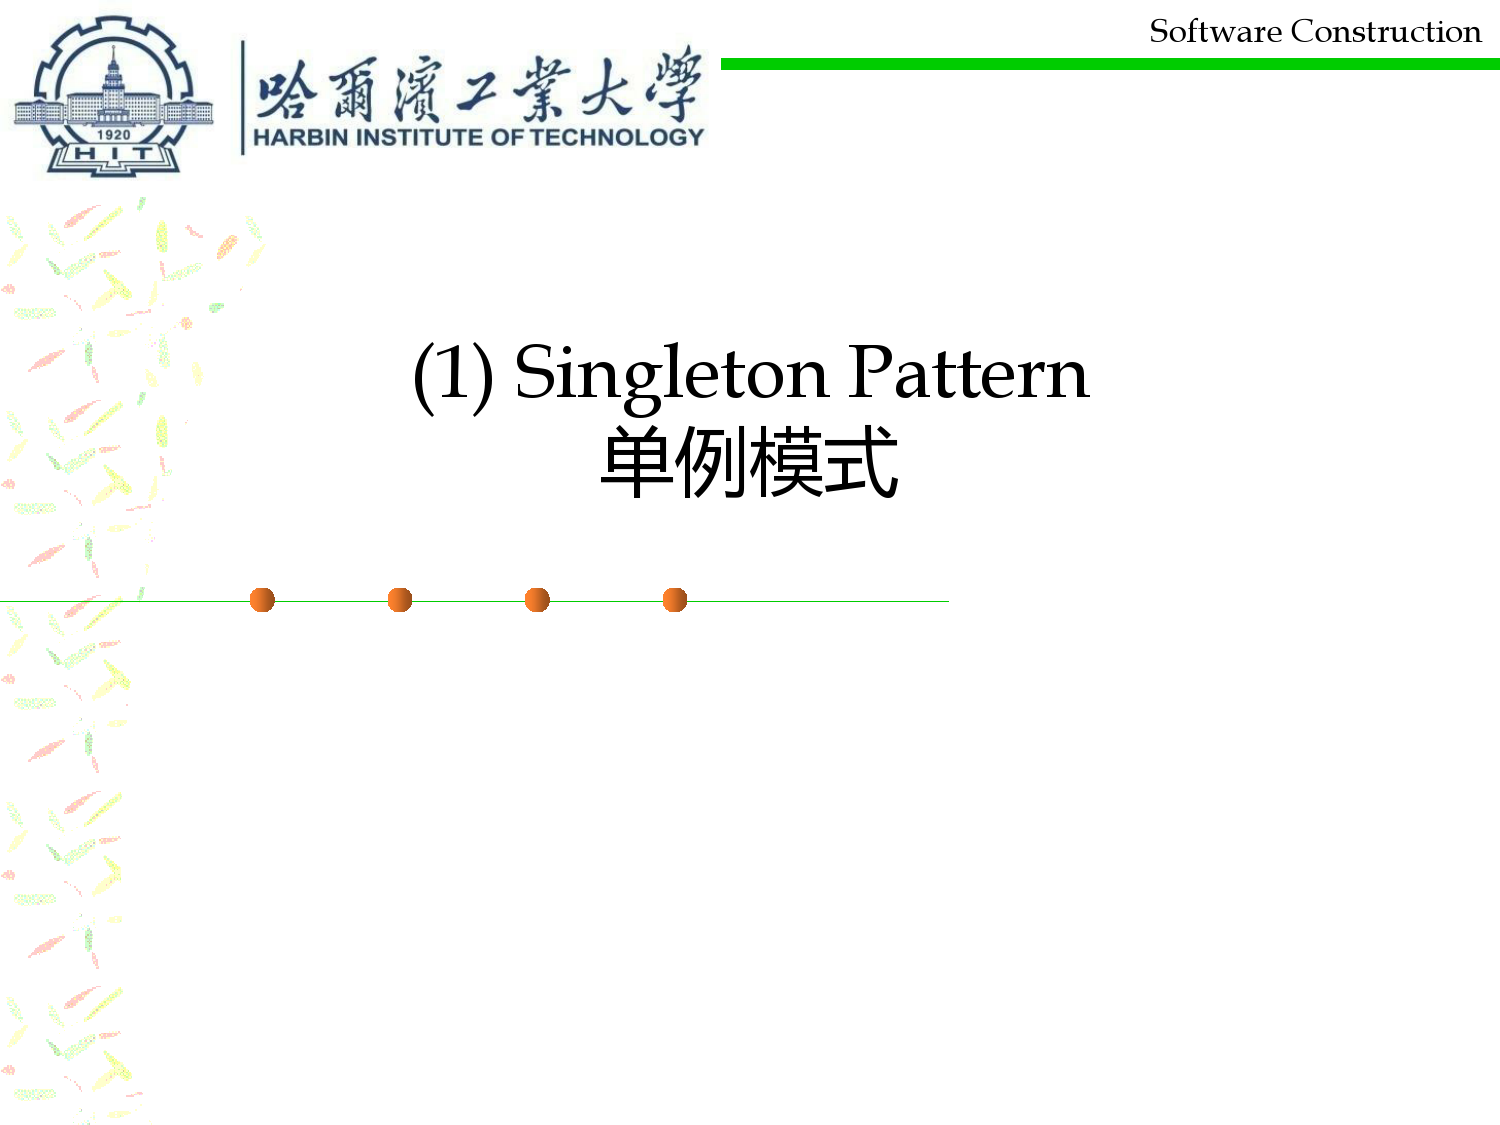 Software Construction
哈爾濱工業大學
HARBIN INSTITUTE OF TECHNOLOGY
1920
HIT
(1) Singleton Pattern
单例模式